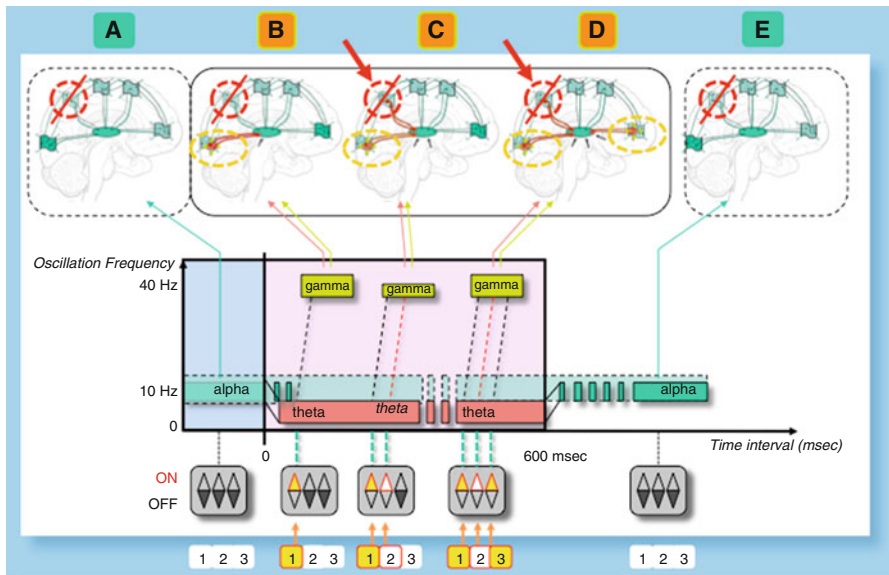 A B C D E
Oscillation Frequency
40 Hz
gamma gamma gamma
10 Hz
alpha alpha
theta theta theta
0
Time interval (msec)
0 600 msec
ON
OFF
1 2 3 1 2 3 1 2 3 1 2 3 1 2 3